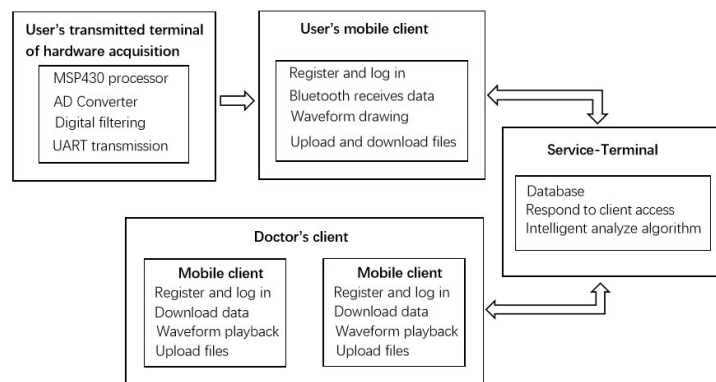 User's transmitted terminal
of hardware acquisition
MSP430 processor
AD Converter
Digital filtering
UART transmission
User's mobile client
Register and log in
Bluetooth receives data
Waveform drawing
Upload and download files
Service-Terminal
Database
Respond to client access
Intelligent analyze algorithm
Doctor's client
Mobile client
Register and log in
Download data
Waveform playback
Upload files
Mobile client
Register and log in
Download data
Waveform playback
Upload files